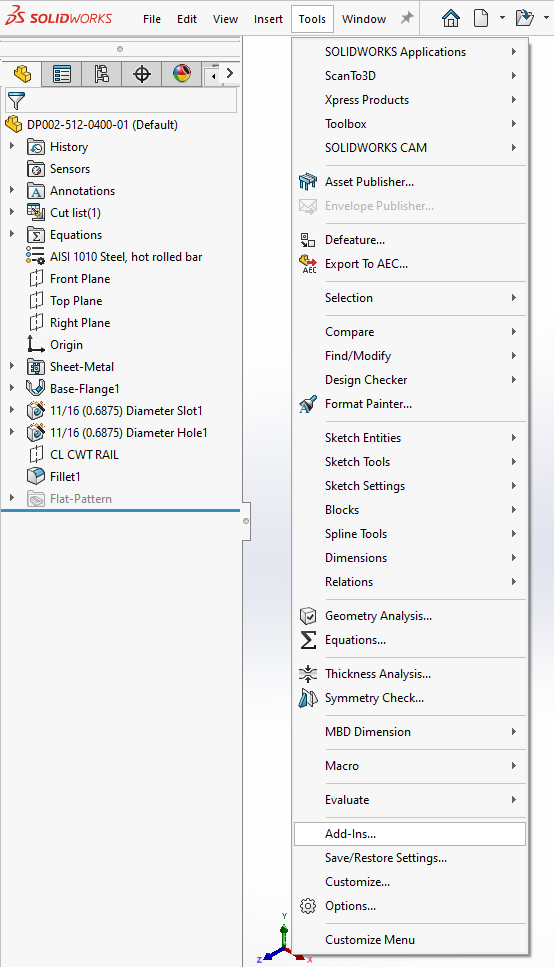 SOLIDWORKS File Edit View Insert Tools Window
DP002-512-0400-01 (Default)
History
Sensors
Annotations
Cut list(1)
Equations
AISI 1010 Steel, hot rolled bar
Front Plane
Top Plane
Right Plane
Origin
Sheet-Metal
Base-Flange1
11/16 (0.6875) Diameter Slot1
11/16 (0.6875) Diameter Hole1
CL CWT RAIL
Fillet1
Flat-Pattern
SOLIDWORKS Applications
ScanTo3D
Xpress Products
Toolbox
SOLIDWORKS CAM
Asset Publisher...
Envelope Publisher...
Defeature...
AEC Export To AEC...
Selection
Compare
Find/Modify
Design Checker
Format Painter...
Sketch Entities
Sketch Tools
Sketch Settings
Blocks
Spline Tools
Dimensions
Relations
Geometry Analysis...
Equations...
Thickness Analysis...
Symmetry Check...
MBD Dimension
Macro
Evaluate
Add-Ins...
Save/Restore Settings...
Customize...
Options...
Customize Menu
Y
Z X